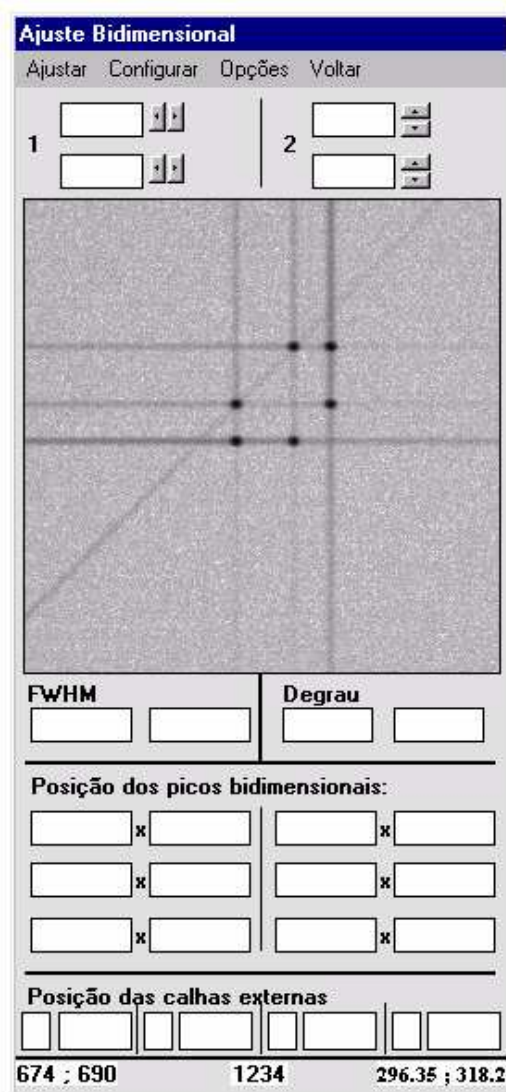 Ajuste Bidimensional
Ajustar Configurar Opções Voltar
1 2
FWHM Degrau
Posição dos picos bidimensionais:
x x
x x
x x
Posição das calhas externas
674 ; 690 1234 296.35 ; 318.2